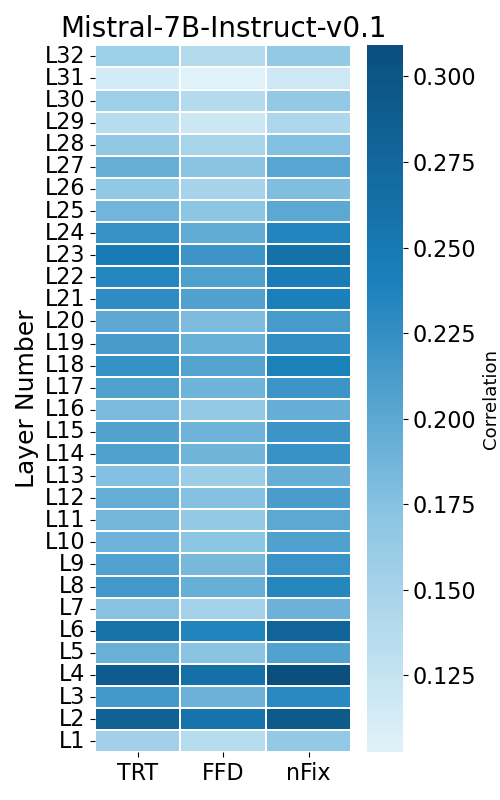 Mistral-7B-Instruct-v0.1
Layer Number
L32
L31
L30
L29
L28
L27
L26
L25
L24
L23
L22
L21
L20
L19
L18
L17
L16
L15
L14
L13
L12
L11
L10
L9
L8
L7
L6
L5
L4
L3
L2
L1
TRT FFD nFix
0.300
0.275
0.250
0.225
0.200
0.175
0.150
0.125
Correlation